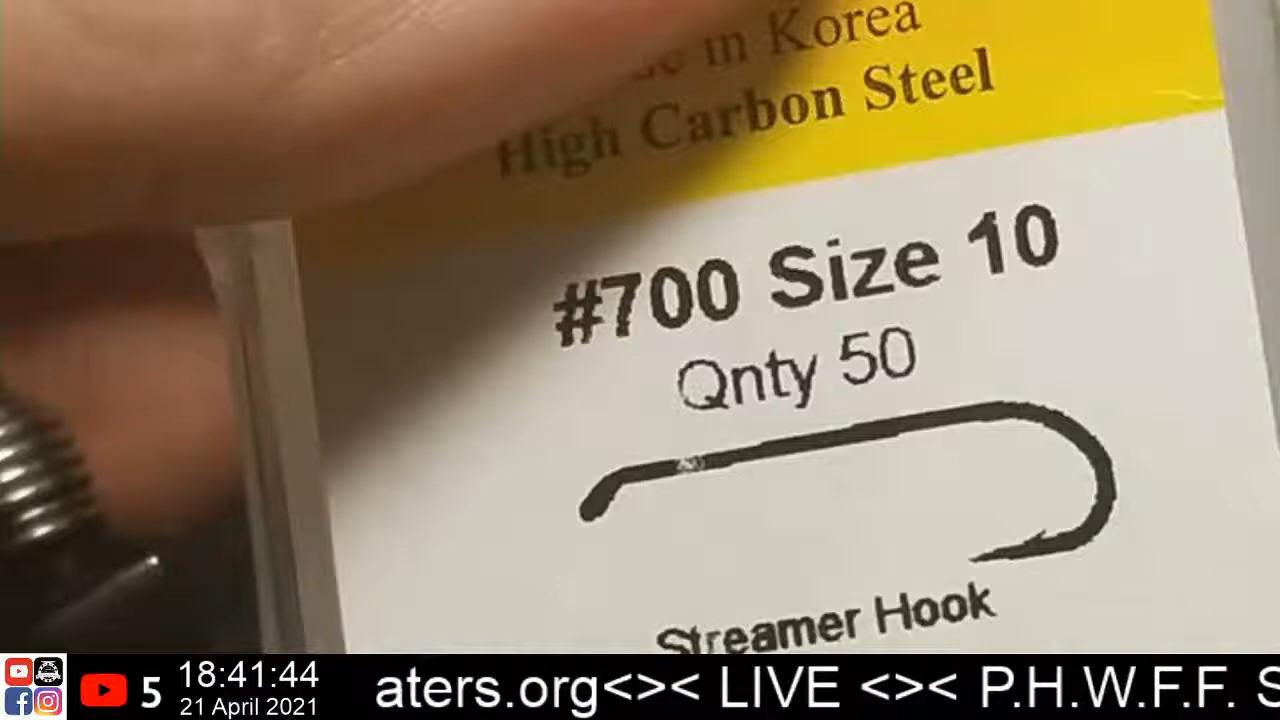 in Korea
High Carbon Steel
#700 Size 10
Qnty 50
Streamer Hook
5
18:41:44
21 April 2021
aters.org<>< LIVE <>< P.H.W.F.F. S